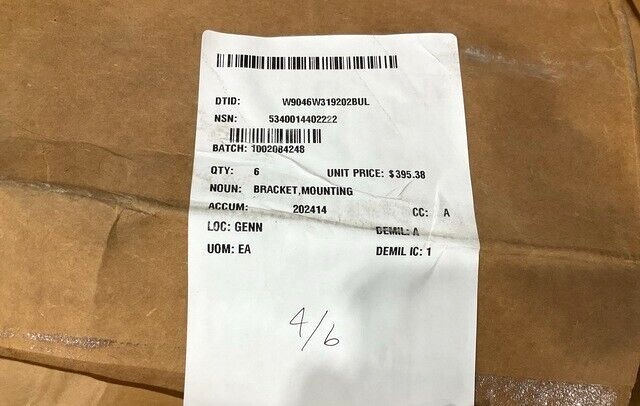 DTID: W9046W319202BUL
NSN: 5340014402222
BATCH: 1002084248
QTY: 6 UNIT PRICE: $395.38
NOUN: BRACKET,MOUNTING
ACCUM: 202414 CC: A
LOC: GENN DEMIL: A
UOM: EA DEMIL IC: 1
4/6